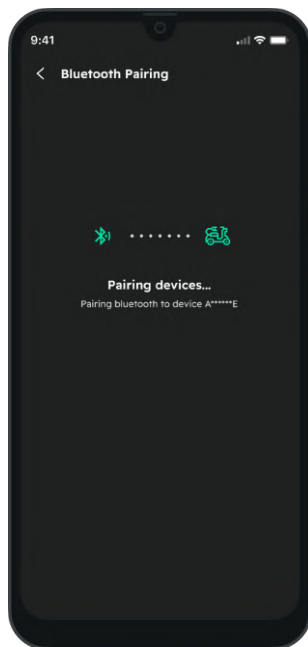 9:41
Bluetooth Pairing
Pairing devices...
Pairing bluetooth to device A******E